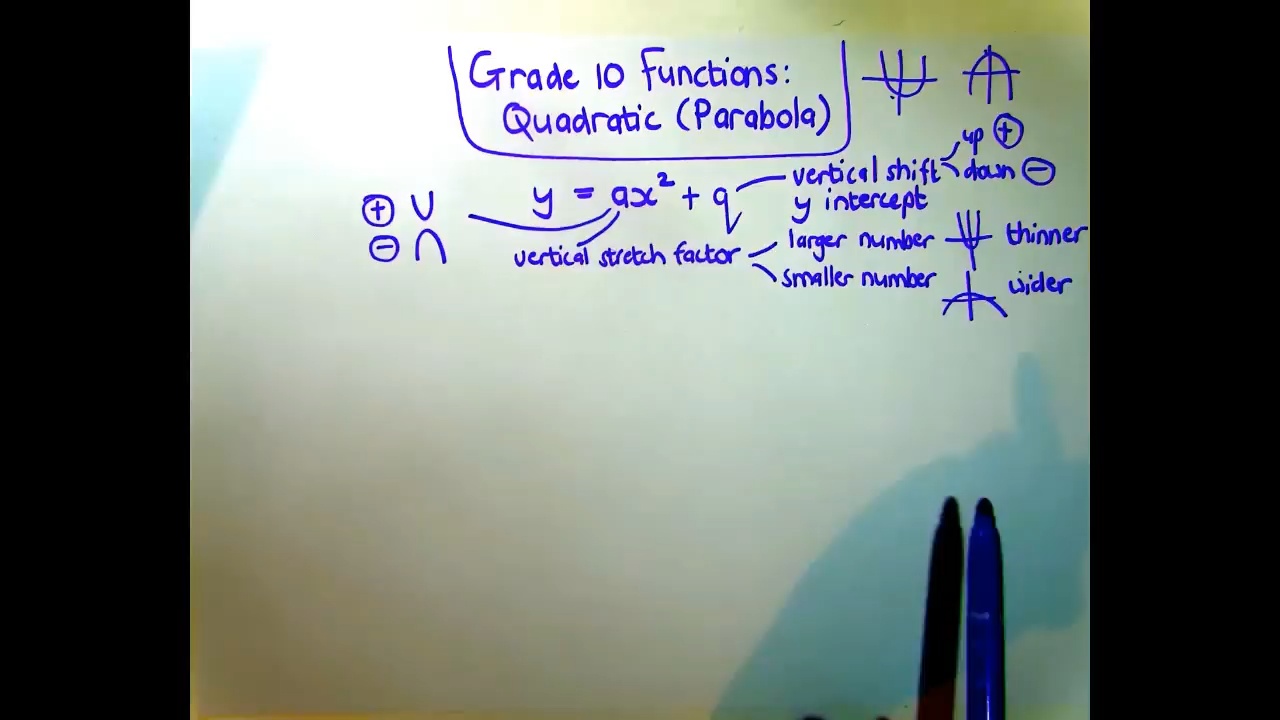 Grade 10 Functions:
Quadratic (Parabola)
up ⊕
vertical shift down ⊖
y = ax² + q
y intercept
⊕
⊖
larger number thinner
vertical stretch factor
smaller number wider